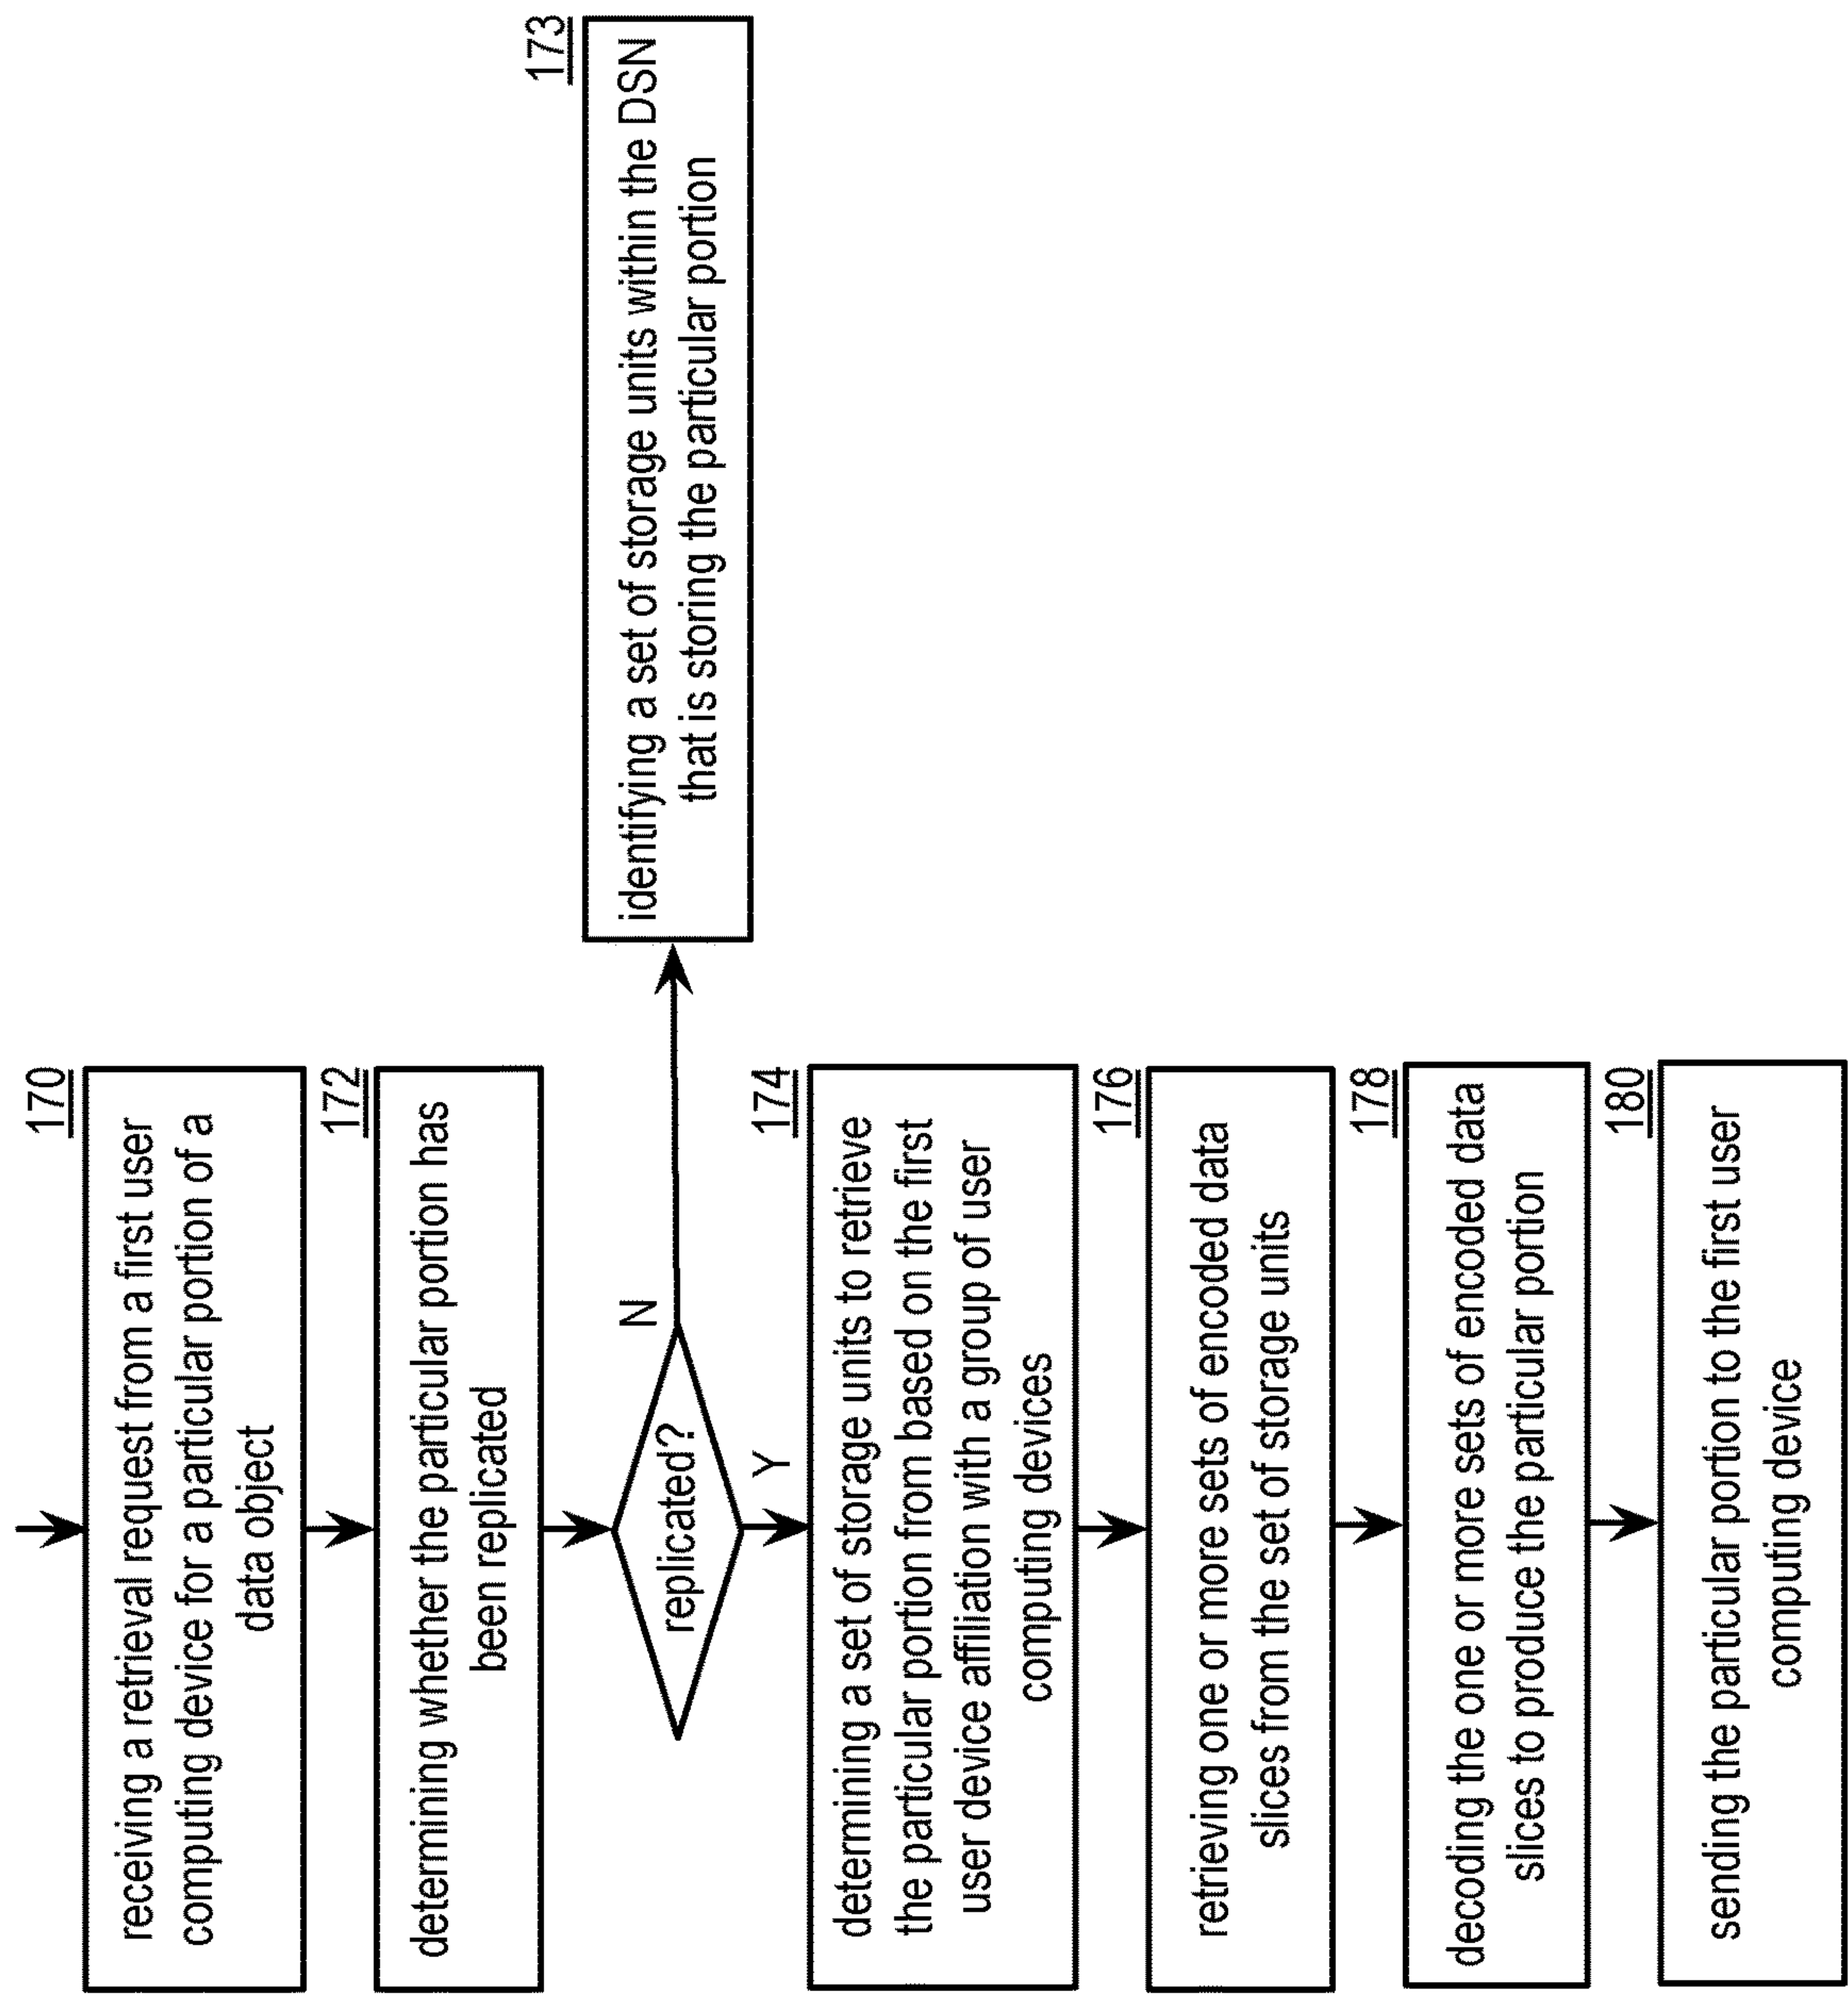 170
receiving a retrieval request from a first user
computing device for a particular portion of a
data object
172
determining whether the particular portion has
been replicated
replicated?
N
Y
173
identifying a set of storage units within the DSN
that is storing the particular portion
174
determining a set of storage units to retrieve
the particular portion from based on the first
user device affiliation with a group of user
computing devices
176
retrieving one or more sets of encoded data
slices from the set of storage units
178
decoding the one or more sets of encoded data
slices to produce the particular portion
180
sending the particular portion to the first user
computing device